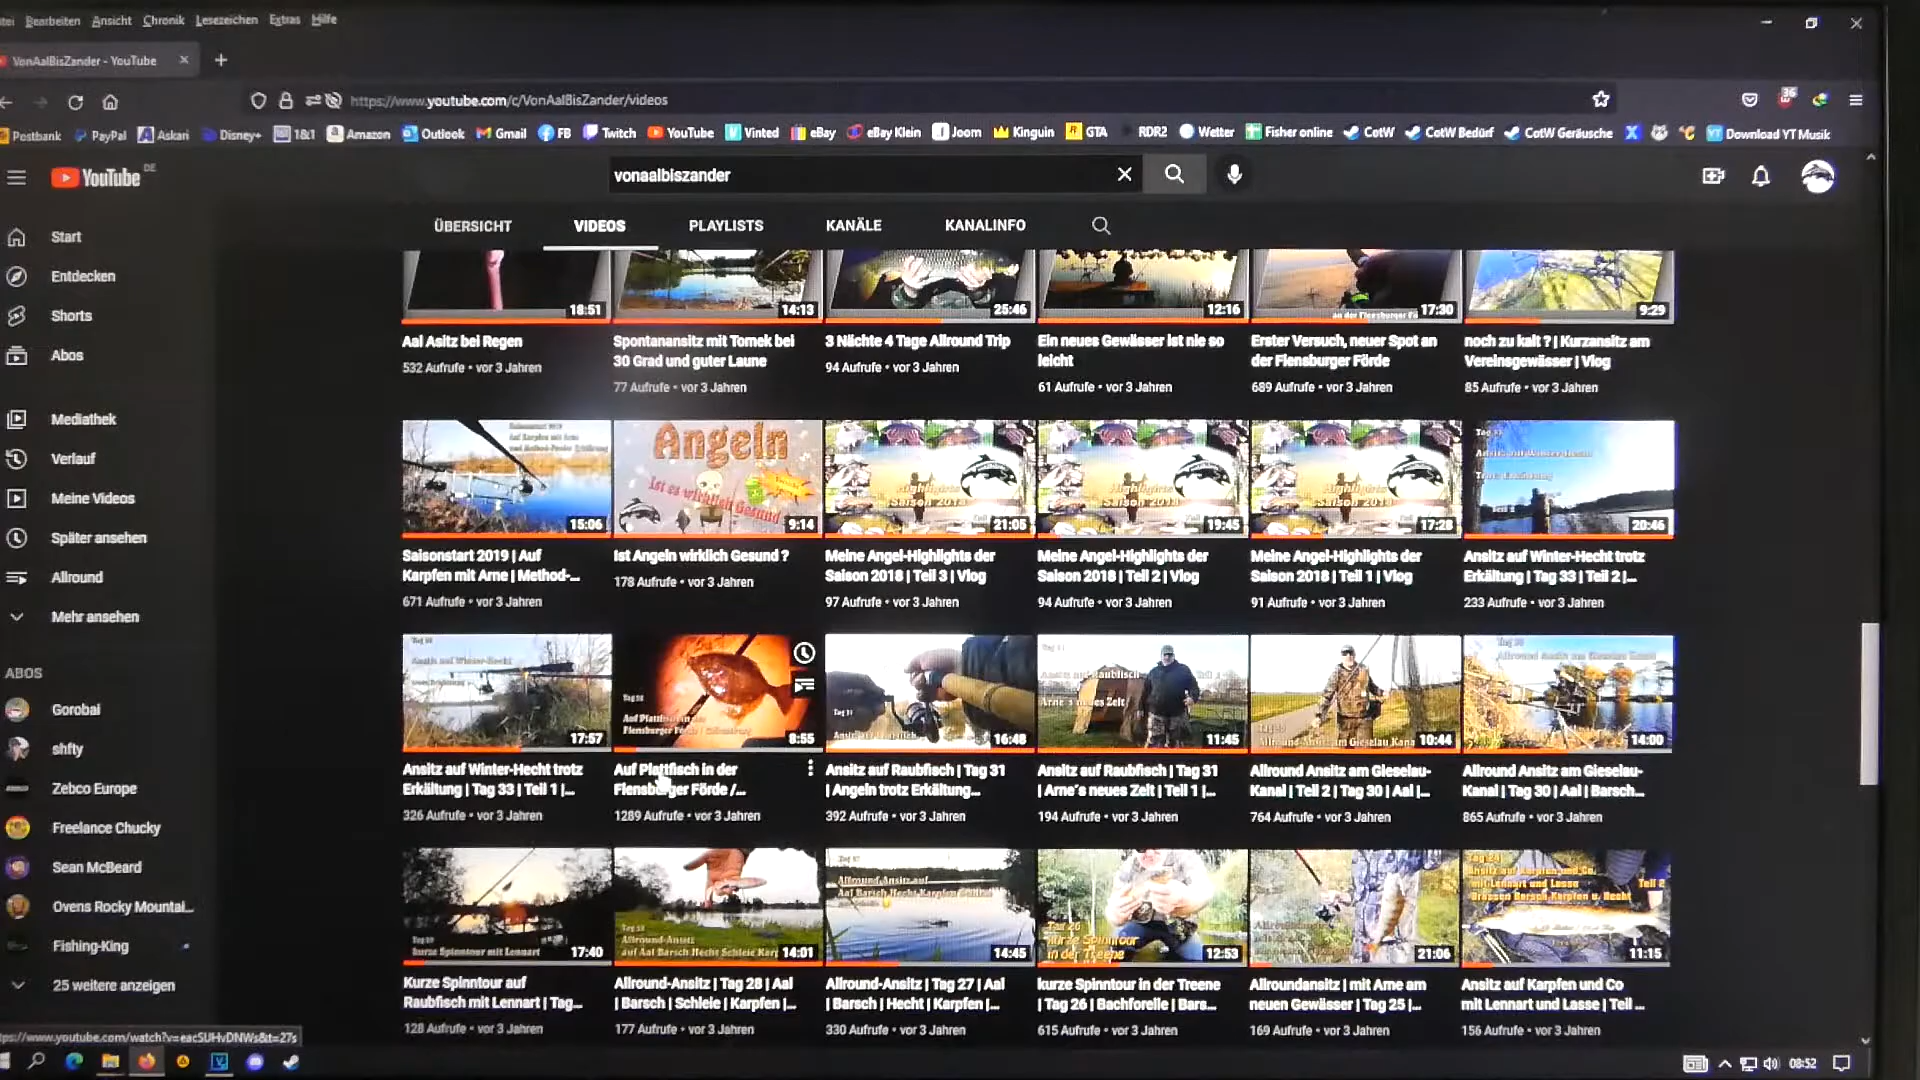 Bearbeiten Ansicht Chronik Lesezeichen Extras Hilfe
VonAalBisZander - YouTube
https://www.youtube.com/c/VonAalBisZander/videos
Postbank PayPal Askari Disney+ 1&1 Amazon Outlook Gmail FB Twitch YouTube Vinted eBay eBay Klein Joom Kinguin GTA RDR2 Wetter Fisher online CotW CotW Bedürf CotW Geräusche Download YT Musik
YouTube DE
vonaalbiszander
ÜBERSICHT VIDEOS PLAYLISTS KANÄLE KANALINFO
Start
Entdecken
Shorts
Abos
Mediathek
Verlauf
Meine Videos
Später ansehen
Allround
Mehr ansehen
ABOS
Gorobai
shfty
Zebco Europe
Freelance Chucky
Sean McBeard
Ovens Rocky Mountai...
Fishing-King
25 weitere anzeigen
18:51 14:13 25:46 12:16 17:30 9:29
Aal Asitz bei Regen
532 Aufrufe • vor 3 Jahren
Spontanansitz mit Tomek bei
30 Grad und guter Laune
77 Aufrufe • vor 3 Jahren
3 Nächte 4 Tage Allround Trip
94 Aufrufe • vor 3 Jahren
Ein neues Gewässer ist nie so
leicht
61 Aufrufe • vor 3 Jahren
Erster Versuch, neuer Spot an
der Flensburger Förde
689 Aufrufe • vor 3 Jahren
noch zu kalt ? | Kurzansitz am
Vereinsgewässer | Vlog
85 Aufrufe • vor 3 Jahren
Angeln
ist es wirklich Gesund
15:06 9:14 21:05 19:45 17:28 20:46
Saisonstart 2019 | Auf
Karpfen mit Arne | Method-...
671 Aufrufe • vor 3 Jahren
Ist Angeln wirklich Gesund ?
178 Aufrufe • vor 3 Jahren
Meine Angel-Highlights der
Saison 2018 | Teil 3 | Vlog
97 Aufrufe • vor 3 Jahren
Meine Angel-Highlights der
Saison 2018 | Teil 2 | Vlog
94 Aufrufe • vor 3 Jahren
Meine Angel-Highlights der
Saison 2018 | Teil 1 | Vlog
91 Aufrufe • vor 3 Jahren
Ansitz auf Winter-Hecht trotz
Erkältung | Tag 33 | Teil 2 |...
233 Aufrufe • vor 3 Jahren
17:57 8:55 16:48 11:45 10:44 14:00
Ansitz auf Winter-Hecht trotz
Erkältung | Tag 33 | Teil 1 |...
326 Aufrufe • vor 3 Jahren
Auf Plattfisch in der
Flensburger Förde /...
1289 Aufrufe • vor 3 Jahren
Ansitz auf Raubfisch | Tag 31
| Angeln trotz Erkältung...
392 Aufrufe • vor 3 Jahren
Ansitz auf Raubfisch | Tag 31
| Arne's neues Zelt | Teil 1 |...
194 Aufrufe • vor 3 Jahren
Allround Ansitz am Gieselau-
Kanal | Teil 2 | Tag 30 | Aal |...
764 Aufrufe • vor 3 Jahren
Allround Ansitz am Gieselau-
Kanal | Tag 30 | Aal | Barsch...
865 Aufrufe • vor 3 Jahren
17:40 14:01 14:45 12:53 21:06 11:15
Kurze Spinntour auf
Raubfisch mit Lennart | Tag...
128 Aufrufe • vor 3 Jahren
Allround-Ansitz | Tag 28 | Aal
| Barsch | Schleie | Karpfen |...
177 Aufrufe • vor 3 Jahren
Allround-Ansitz | Tag 27 | Aal
| Barsch | Hecht | Karpfen |...
330 Aufrufe • vor 3 Jahren
kurze Spinntour in der Treene
| Tag 26 | Bachforelle | Bars...
615 Aufrufe • vor 3 Jahren
Allroundansitz | mit Arne am
neuen Gewässer | Tag 25 |...
169 Aufrufe • vor 3 Jahren
Ansitz auf Karpfen und Co
mit Lennart und Lasse | Teil ...
156 Aufrufe • vor 3 Jahren
08:52